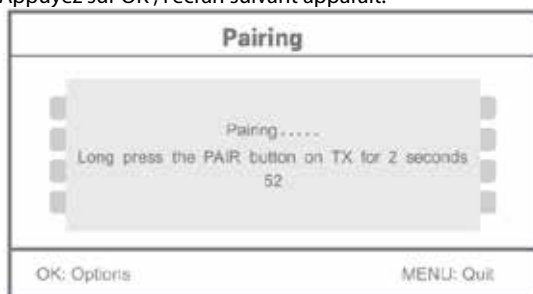 Appuyez sur OK, l'écran suivant apparaît.
Pairing
Pairing.....
Long press the PAIR button on TX for 2 seconds
52
OK: Options
MENU: Quit